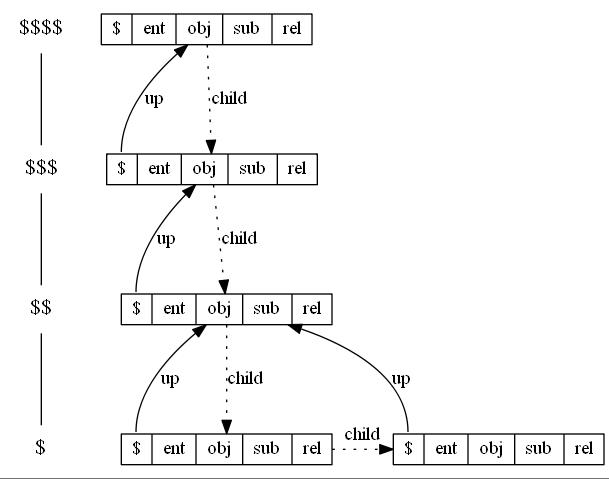 $$$$ $ ent obj sub rel
up child
$$$ $ ent obj sub rel
up child
$$ $ ent obj sub rel
up child up
child
$ $ ent obj sub rel $ ent obj sub rel